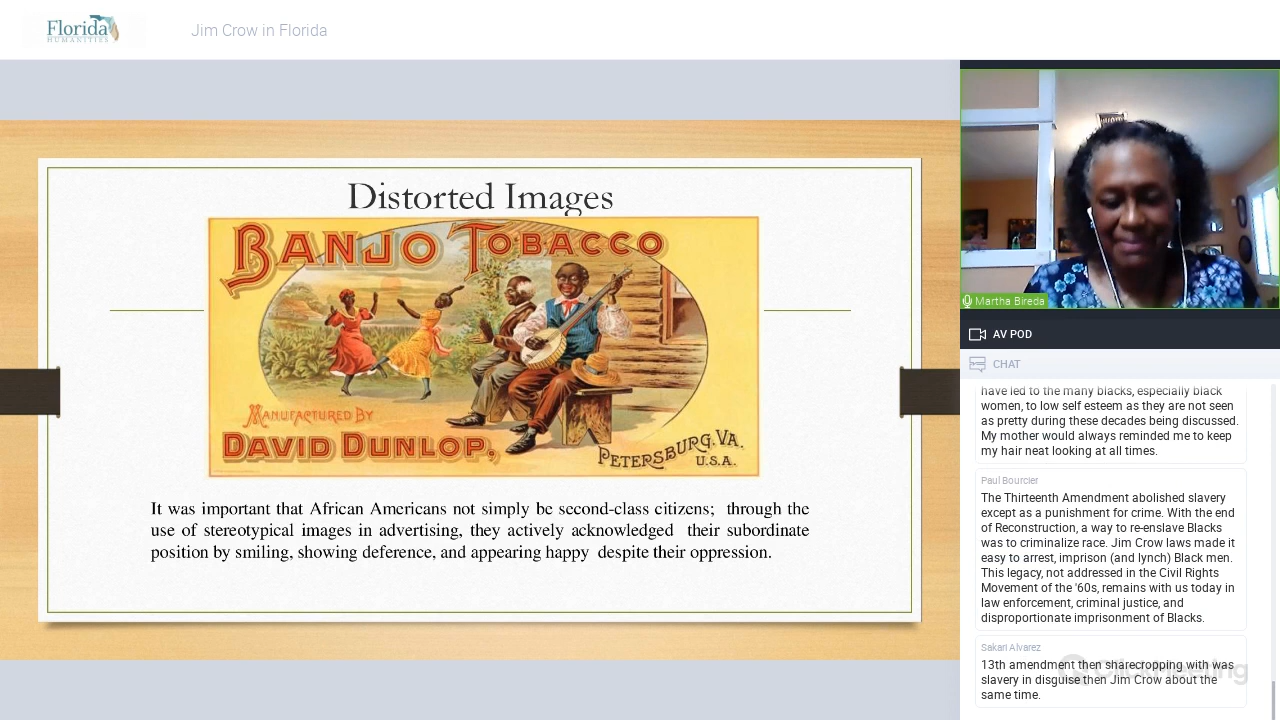 Florida
HUMANITIES
Jim Crow in Florida
Distorted Images
BANJO TOBACCO
MANUFACTURED BY
DAVID DUNLOP,
PETERSBURG. VA.
U.S.A.
It was important that African Americans not simply be second-class citizens; through the
use of stereotypical images in advertising, they actively acknowledged their subordinate
position by smiling, showing deference, and appearing happy despite their oppression.
Martha Bireda
AV POD
CHAT
have led to the many blacks, especially black
women, to low self esteem as they are not seen
as pretty during these decades being discussed.
My mother would always reminded me to keep
my hair neat looking at all times.
Paul Bourcier
The Thirteenth Amendment abolished slavery
except as a punishment for crime. With the end
of Reconstruction, a way to re-enslave Blacks
was to criminalize race. Jim Crow laws made it
easy to arrest, imprison (and lynch) Black men.
This legacy, not addressed in the Civil Rights
Movement of the '60s, remains with us today in
law enforcement, criminal justice, and
disproportionate imprisonment of Blacks.
Sakari Alvarez
13th amendment then sharecropping with was
slavery in disguise then Jim Crow about the
same time.
ClickMeeting